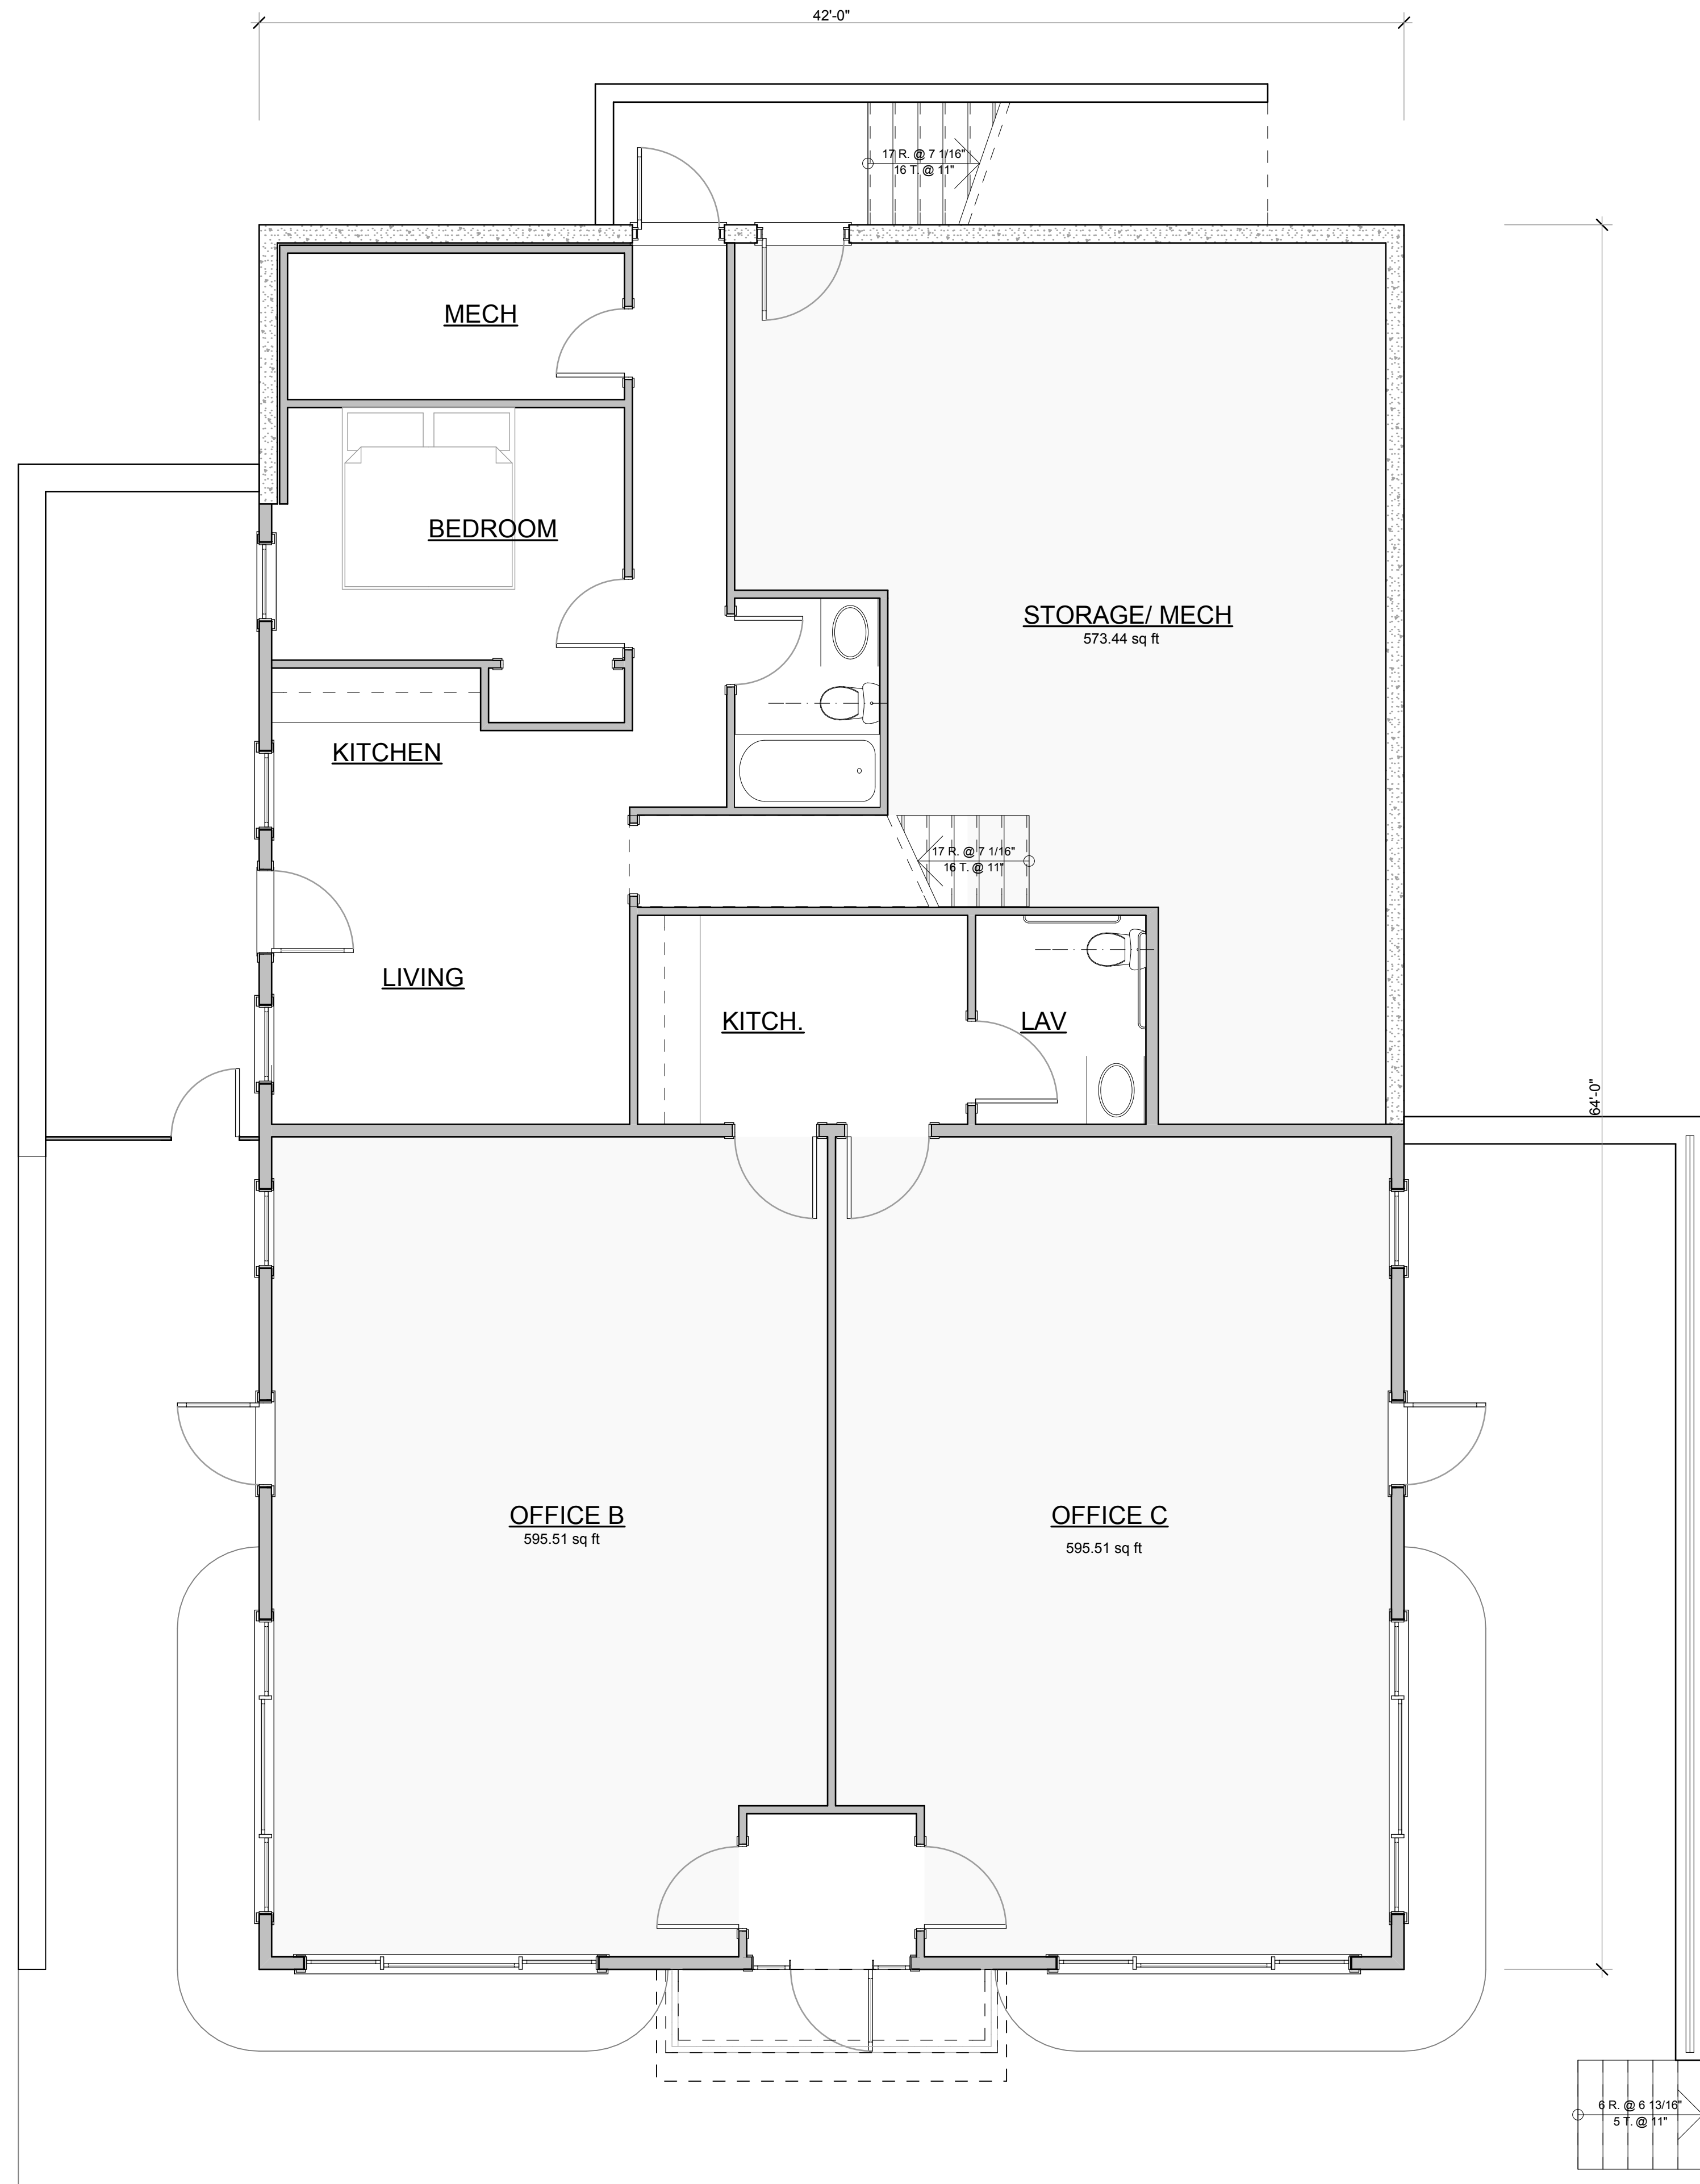 42'-0"
17 R. @ 7 1/16"
16 T. @ 11"
MECH
BEDROOM
STORAGE/ MECH
573.44 sq ft
KITCHEN
17 R. @ 7 1/16"
16 T. @ 11"
LIVING
KITCH.
LAV
64'-0"
OFFICE B
595.51 sq ft
OFFICE C
595.51 sq ft
6 R. @ 6 13/16"
5 T. @ 11"